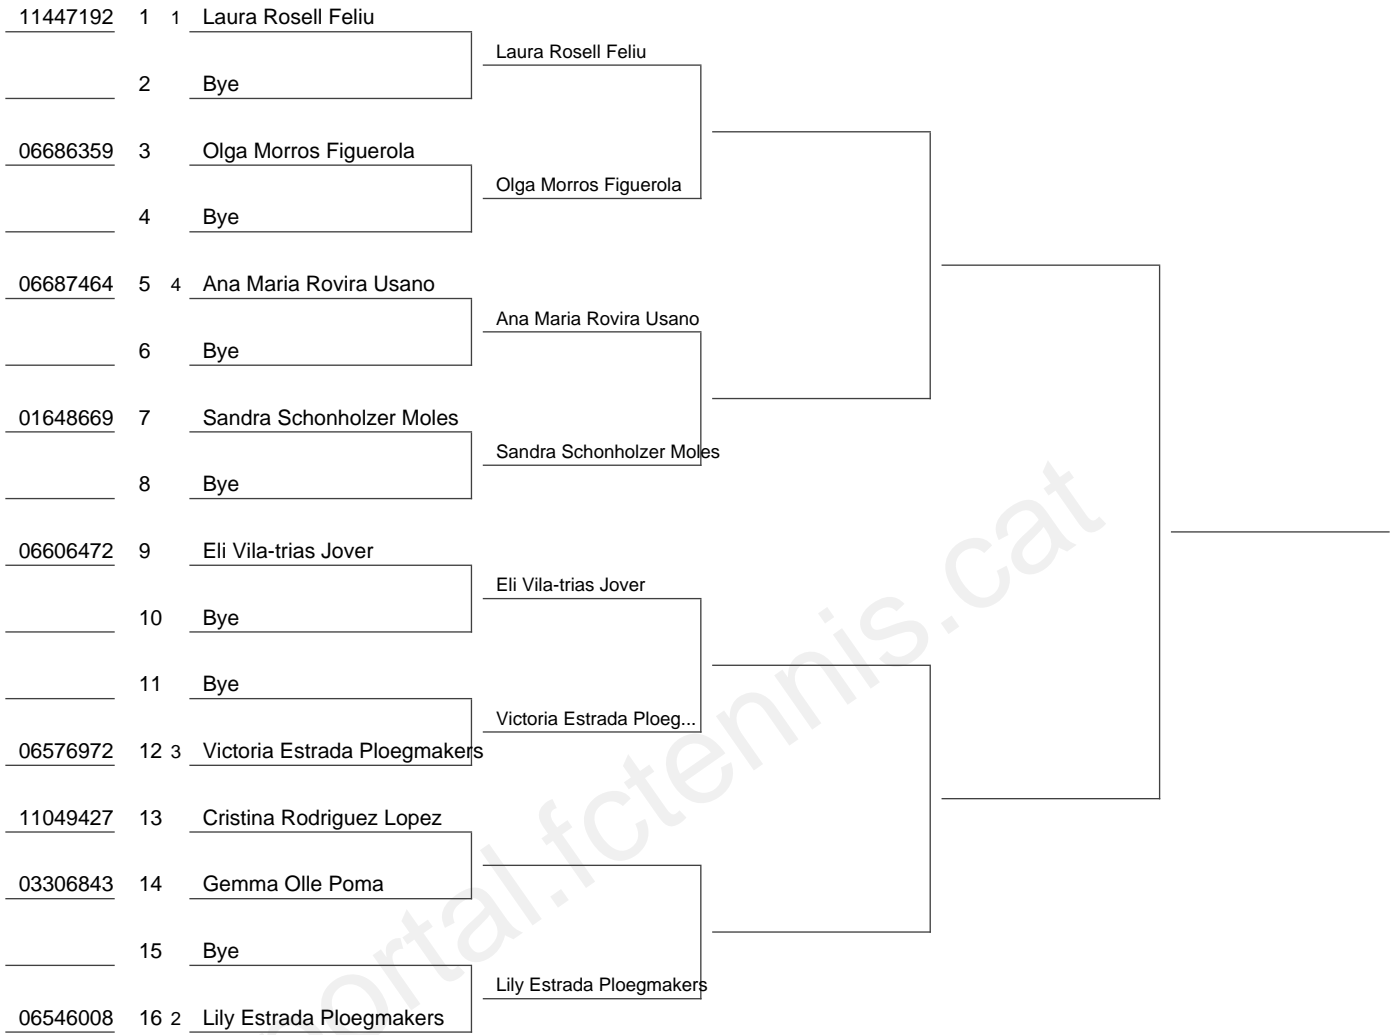 11447192 1 1 Laura Rosell Feliu
Laura Rosell Feliu
2 Bye
06686359 3 Olga Morros Figuerola
Olga Morros Figuerola
4 Bye
06687464 5 4 Ana Maria Rovira Usano
Ana Maria Rovira Usano
6 Bye
01648669 7 Sandra Schonholzer Moles
Sandra Schonholzer Moles
8 Bye
06606472 9 Eli Vila-trias Jover
Eli Vila-trias Jover
10 Bye
11 Bye
Victoria Estrada Ploeg...
06576972 12 3 Victoria Estrada Ploegmakers
11049427 13 Cristina Rodriguez Lopez
03306843 14 Gemma Olle Poma
15 Bye
Lily Estrada Ploegmakers
06546008 16 2 Lily Estrada Ploegmakers
ortal.fctennis.cat